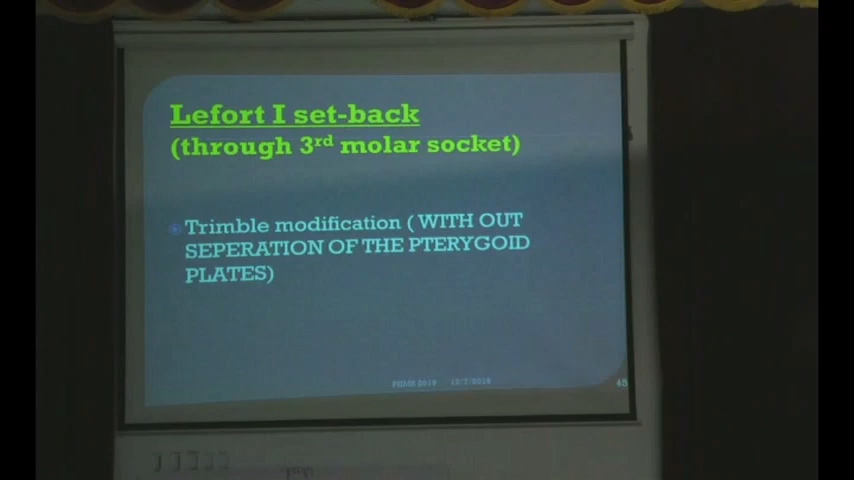 Lefort I set-back
(through 3rd molar socket)
Trimble modification ( WITH OUT
SEPERATION OF THE PTERYGOID
PLATES)